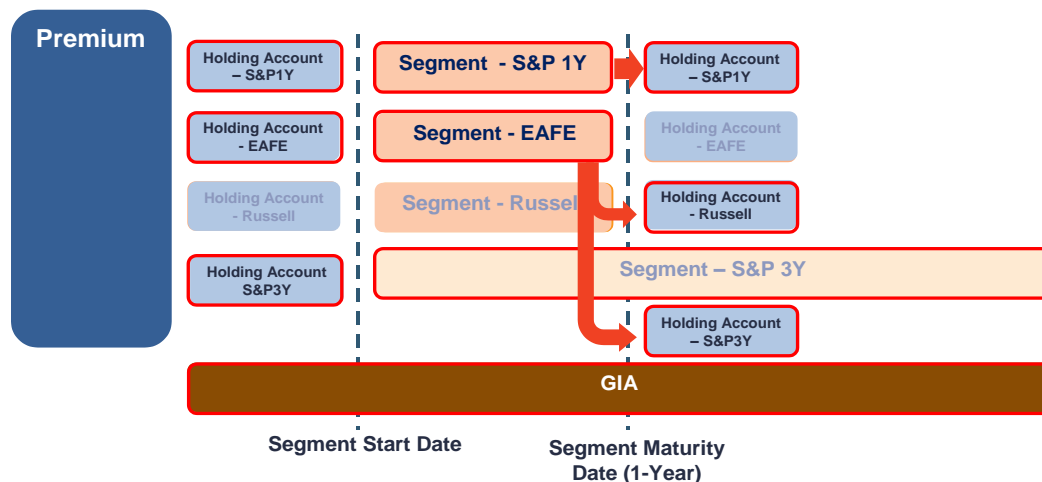 Premium
Holding Account
– S&P1Y
Segment - S&P 1Y
Holding Account
– S&P1Y
Holding Account
- EAFE
Segment - EAFE
Holding Account
- EAFE
Holding Account
- Russell
Segment - Russell
Holding Account
- Russell
Holding Account
S&P3Y
Segment – S&P 3Y
Holding Account
– S&P3Y
GIA
Segment Start Date
Segment Maturity
Date (1-Year)